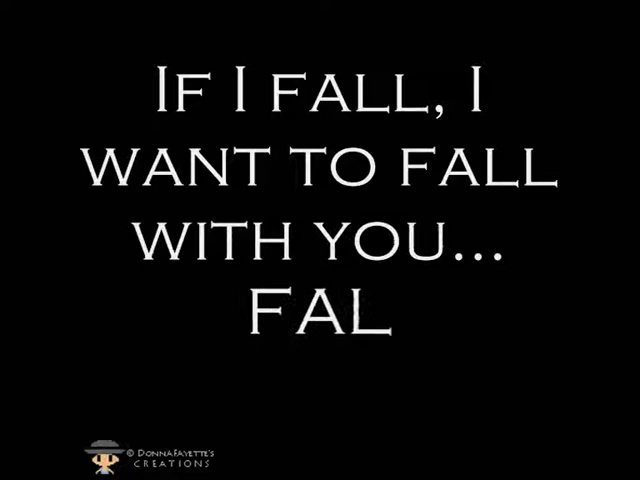 If I fall, I
want to fall
with you...
Fal
© DonnaFayette's
Creations